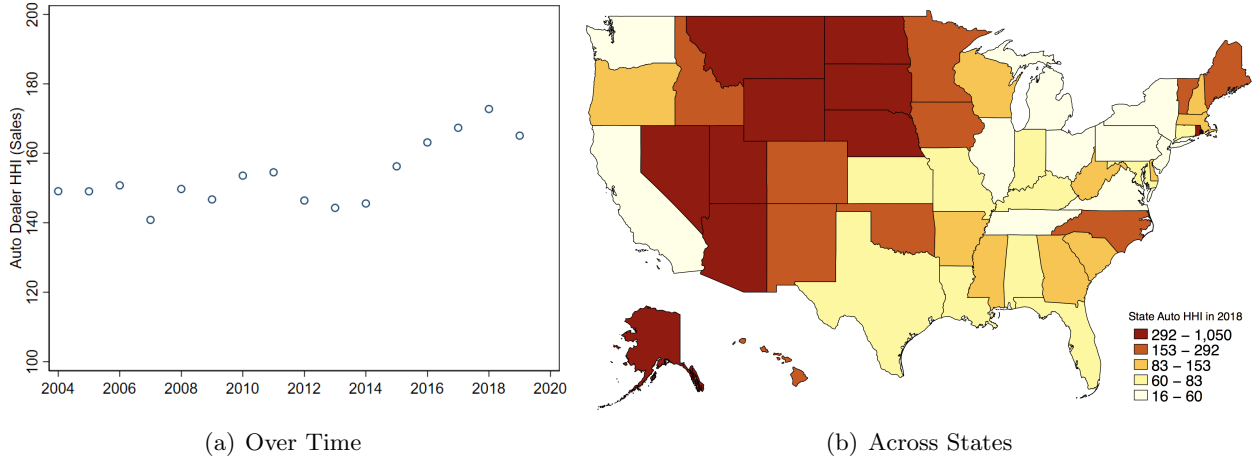 Auto Dealer HHI (Sales)
200
180
160
140
120
100
2004 2006 2008 2010 2012 2014 2016 2018 2020
State Auto HHI in 2018
292 − 1,050
153 − 292
83 − 153
60 − 83
16 − 60
(a) Over Time
(b) Across States